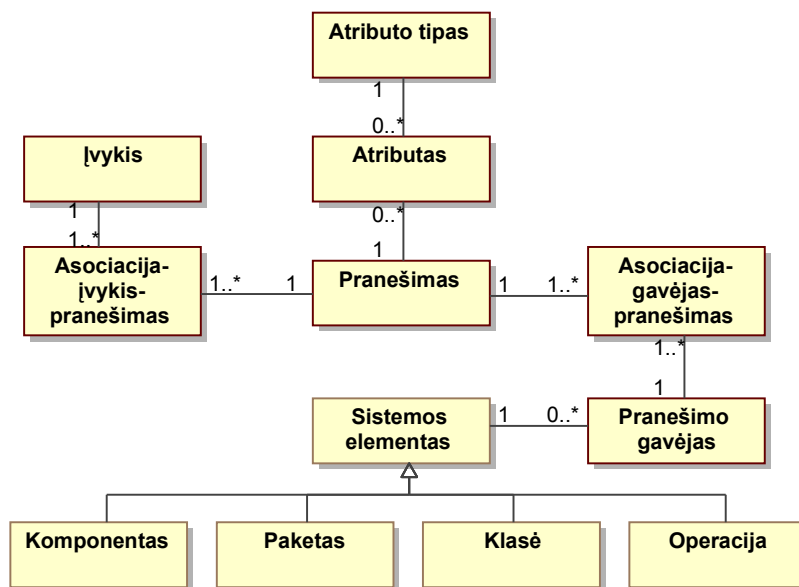 Atributo tipas
1
0..*
Įvykis
Atributas
1
0..*
1..*
1
Asociacija-
įvykis-
pranešimas
1..*
1
Pranešimas
1
1..*
Asociacija-
gavėjas-
pranešimas
1..*
1
Sistemos
elementas
1
0..*
Pranešimo
gavėjas
Komponentas
Paketas
Klasė
Operacija